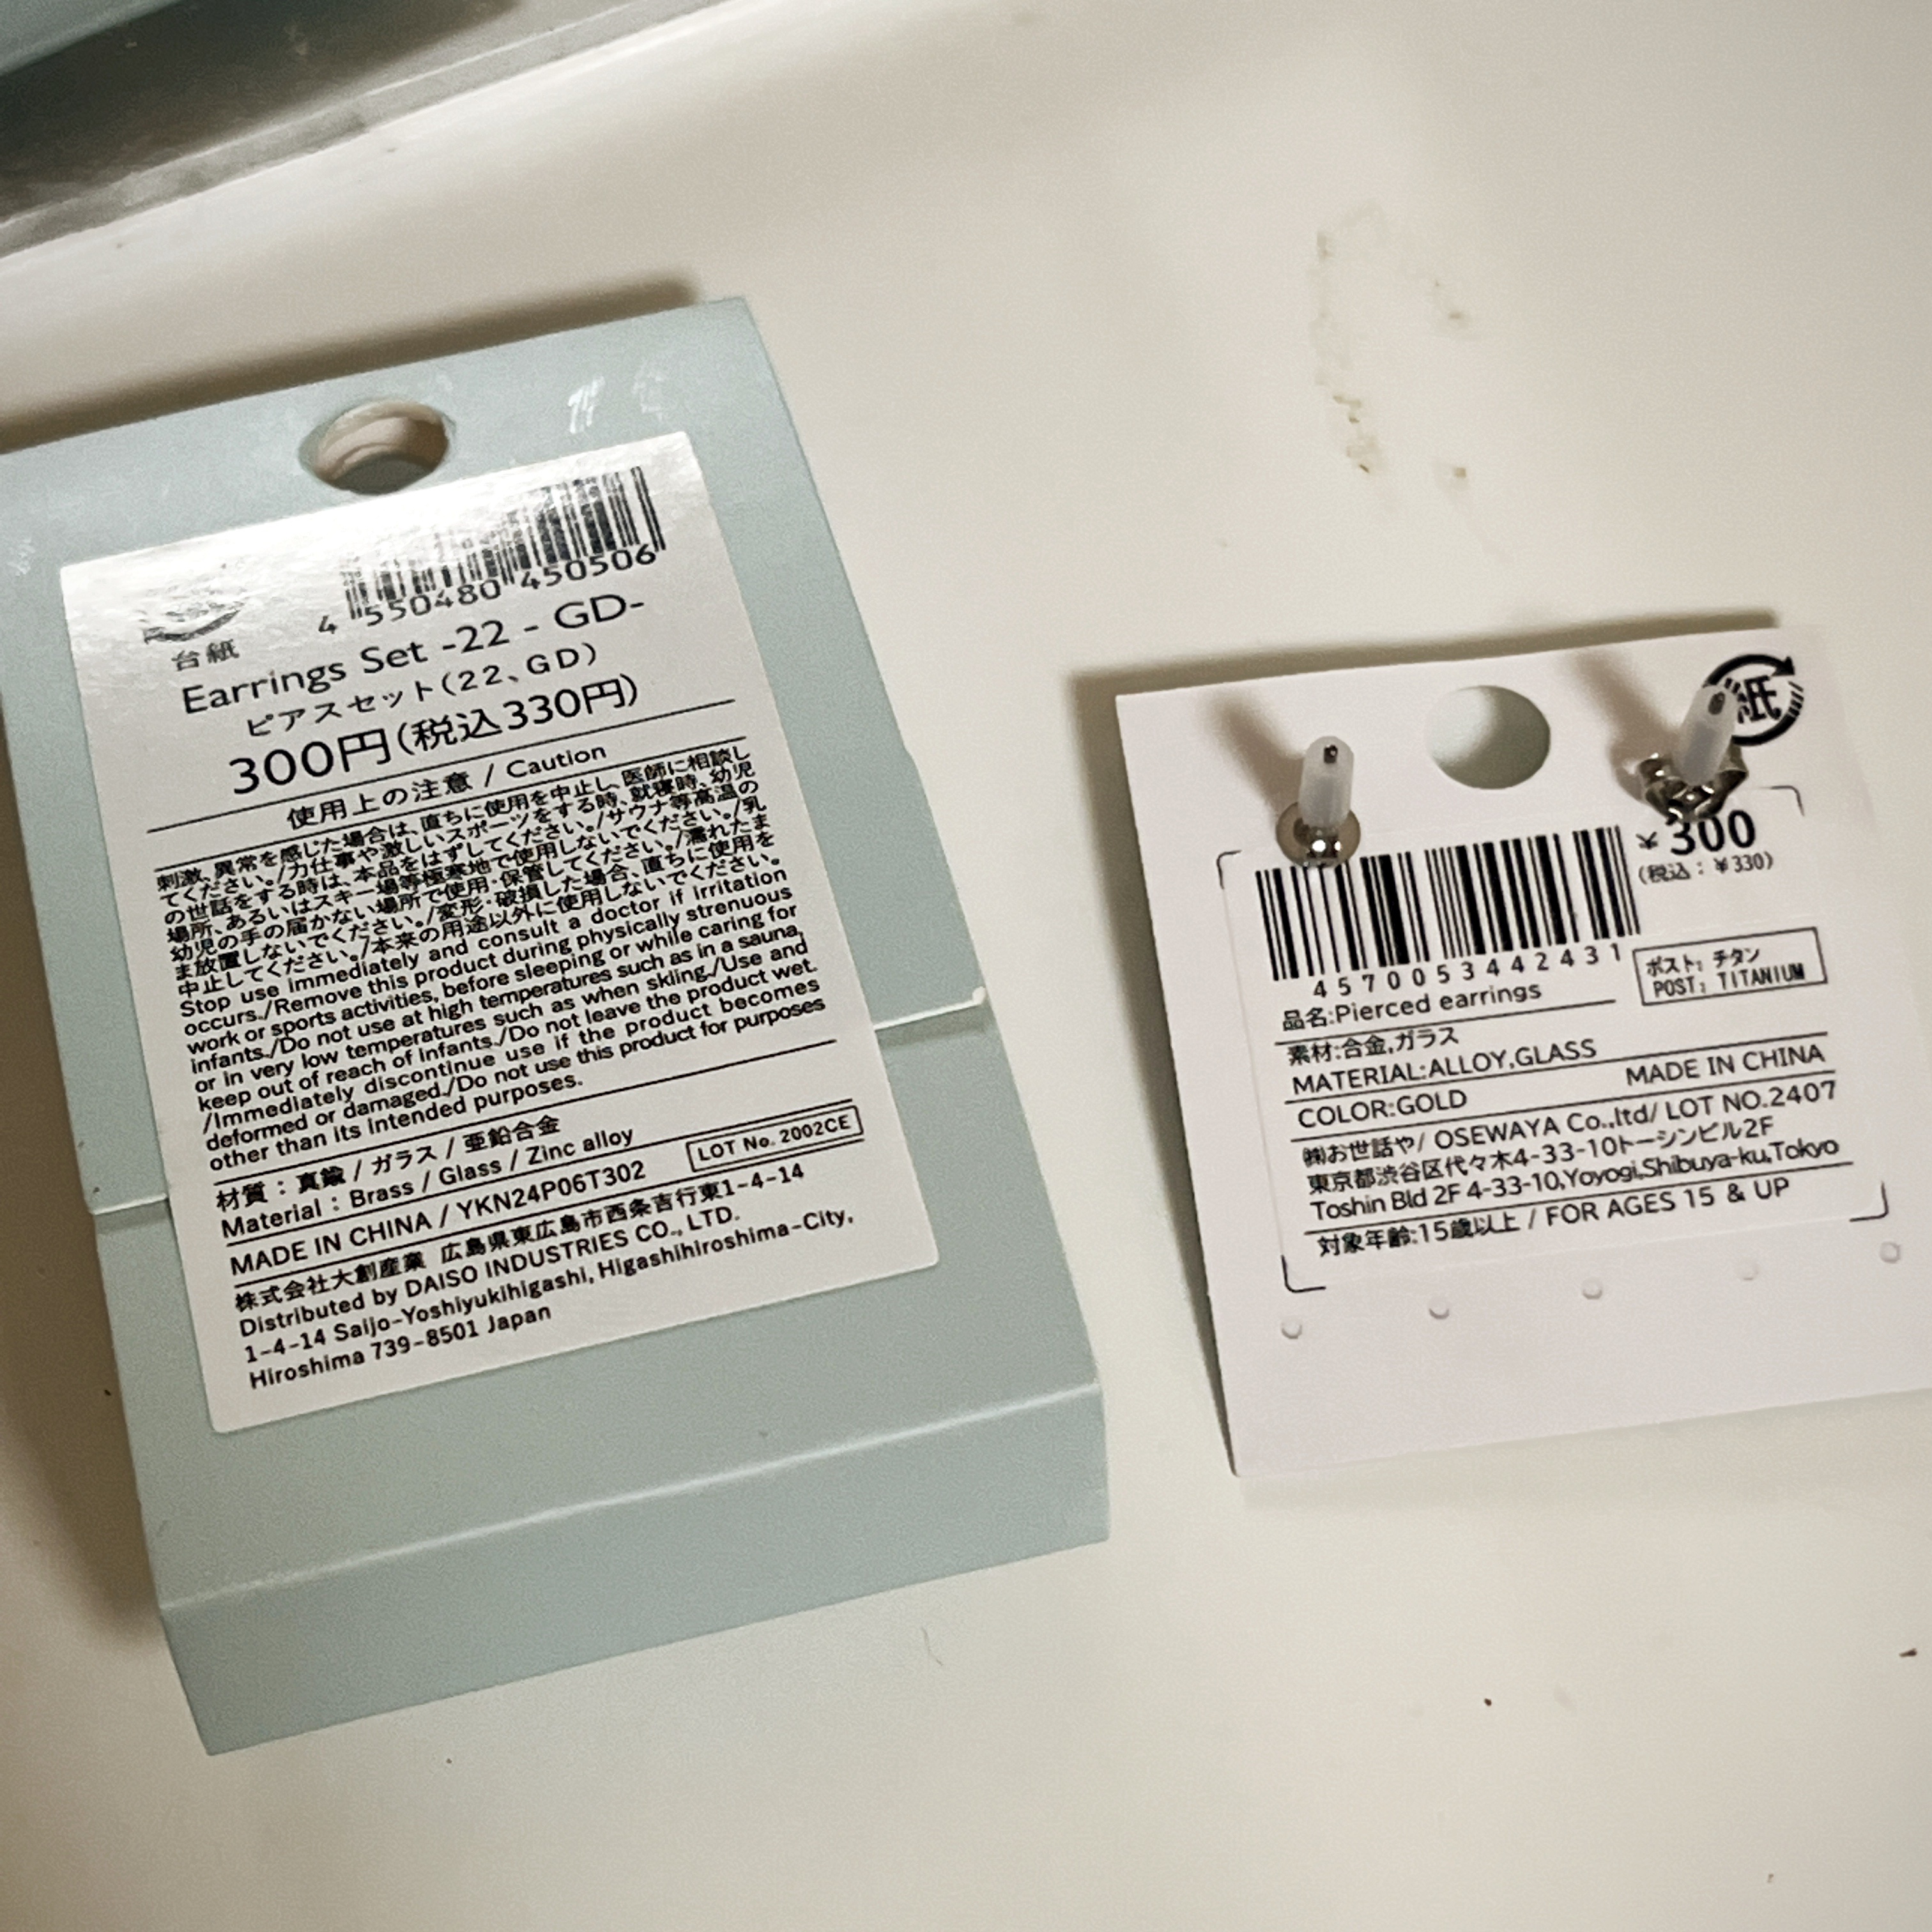 台紙
4 550480 450506
Earrings Set -22 - GD-
ピアスセット(22、GD)
300円(税込330円)
使用上の注意 / Caution
刺激、異常を感じた場合は、直ちに使用を中止し、医師に相談し
てください。/力仕事や激しいスポーツをする時、就寝時、幼児
の世話をする時は、本品をはずしてください。/サウナ等高温の
場所、あるいはスキー場等極寒地で使用しないでください。/乳
幼児の手の届かない場所で使用・保管してください。/濡れたま
ま放置しないでください。/変形・破損した場合、直ちに使用を
中止してください。/本来の用途以外に使用しないでください。
Stop use immediately and consult a doctor if irritation
occurs./Remove this product during physically strenuous
work or sports activities, before sleeping or while caring for
infants./Do not use at high temperatures such as in a sauna,
or in very low temperatures such as when skiing./Use and
keep out of reach of infants./Do not leave the product wet.
/Immediately discontinue use if the product becomes
deformed or damaged./Do not use this product for purposes
other than its intended purposes.
材質：真鍮 / ガラス / 亜鉛合金
Material : Brass / Glass / Zinc alloy
MADE IN CHINA / YKN24P06T302
LOT No. 2002CE
株式会社大創産業 広島県東広島市西条吉行東1-4-14
Distributed by DAISO INDUSTRIES CO., LTD.
1-4-14 Saijo-Yoshiyukihigashi, Higashihiroshima-City,
Hiroshima 739-8501 Japan
紙
¥300
(税込：¥330)
4570053442431
ポスト：チタン
POST：TITANIUM
品名:Pierced earrings
素材:合金,ガラス
MATERIAL:ALLOY,GLASS
COLOR:GOLD
MADE IN CHINA
㈱お世話や/ OSEWAYA Co.,ltd/ LOT NO.2407
東京都渋谷区代々木4-33-10トーシンビル2F
Toshin Bld 2F 4-33-10,Yoyogi,Shibuya-ku,Tokyo
対象年齢:15歳以上 / FOR AGES 15 & UP